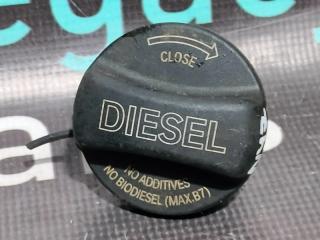 CLOSE
DIESEL
NO ADDITIVES
NO BIODIESEL (MAX.B7)